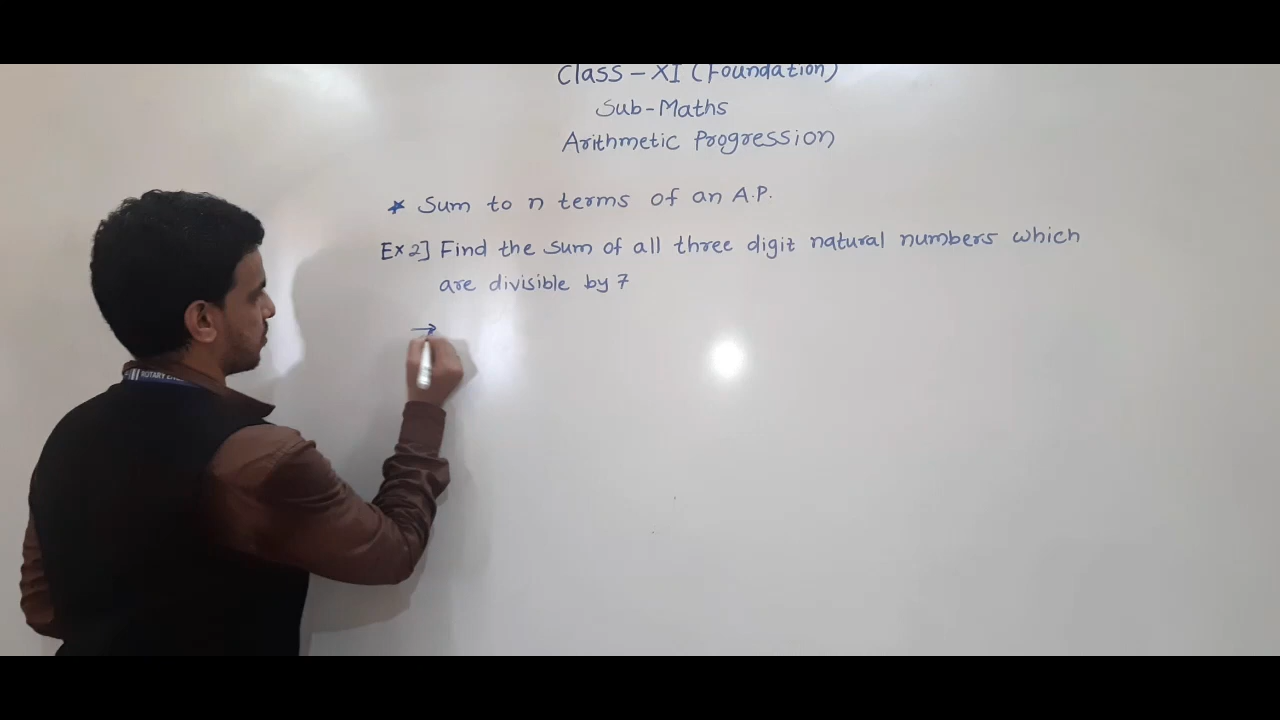 Class - XI (Foundation)
Sub-Maths
Arithmetic Progression
* Sum to n terms of an A.P.
Ex 2] Find the sum of all three digit natural numbers which
are divisible by 7
→
ROTARY